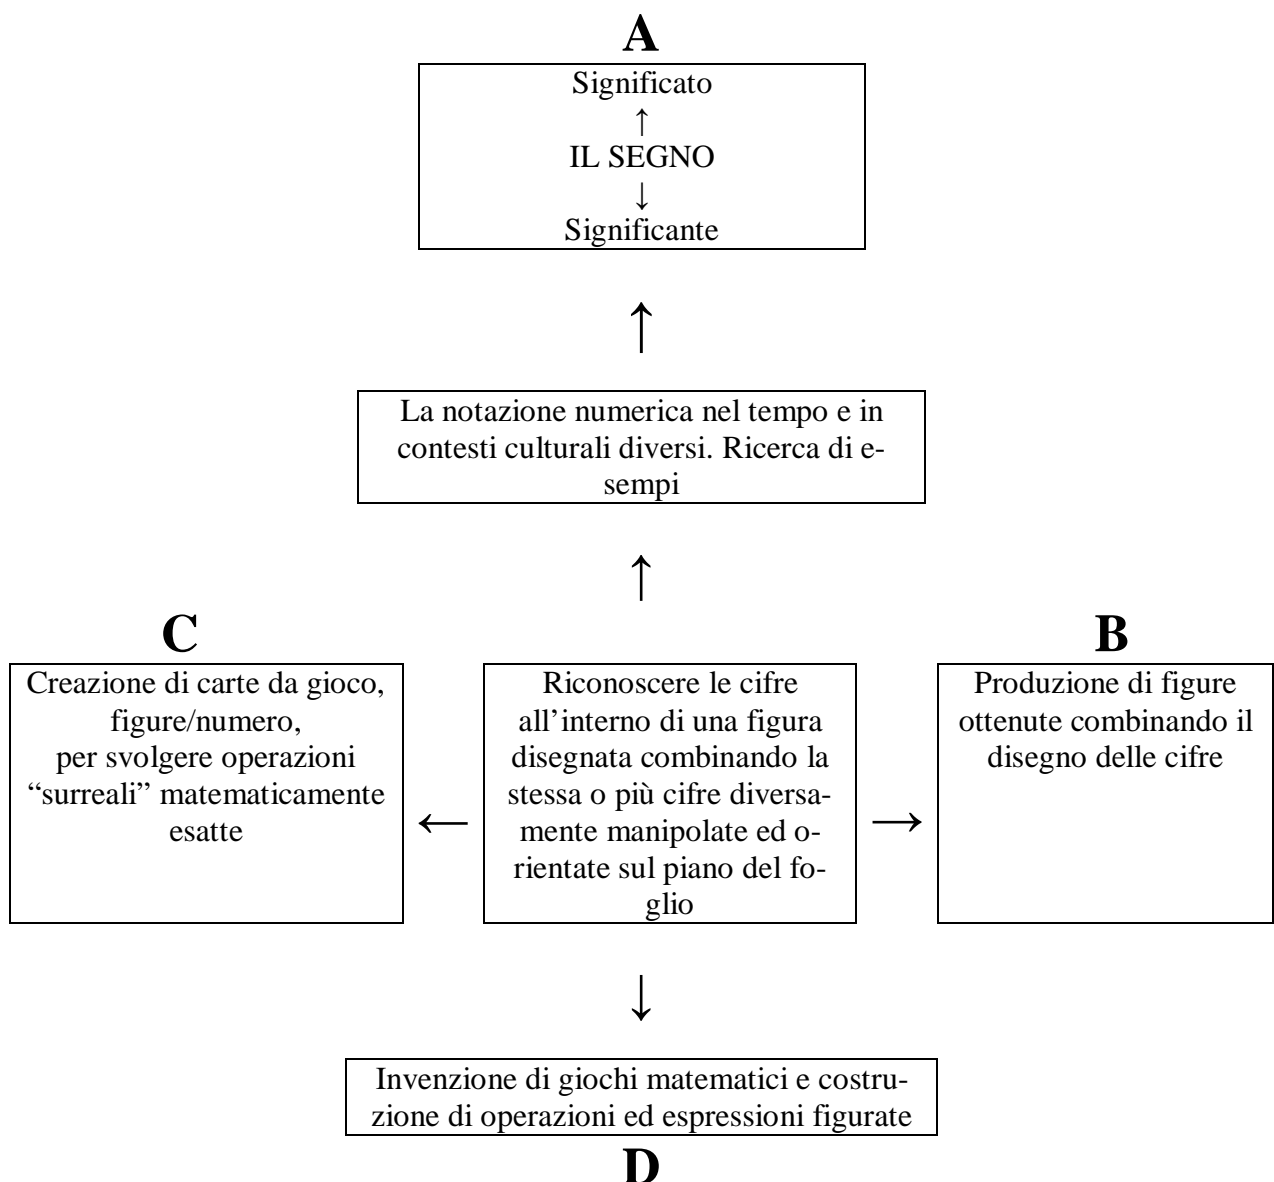 A
Significato
↑
IL SEGNO
↓
Significante
↑
La notazione numerica nel tempo e in
contesti culturali diversi. Ricerca di e-
sempi
↑
C
Creazione di carte da gioco,
figure/numero,
per svolgere operazioni
“surreali” matematicamente
esatte
←
Riconoscere le cifre
all’interno di una figura
disegnata combinando la
stessa o più cifre diversa-
mente manipolate ed o-
rientate sul piano del fo-
glio
→
B
Produzione di figure
ottenute combinando il
disegno delle cifre
↓
Invenzione di giochi matematici e costru-
zione di operazioni ed espressioni figurate
D